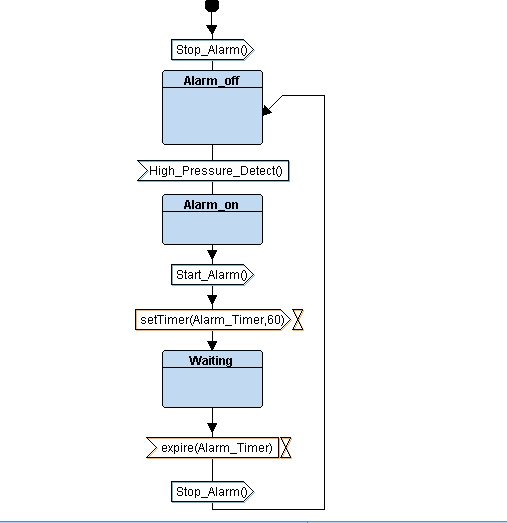 Stop_Alarm()
Alarm_off
High_Pressure_Detect()
Alarm_on
Start_Alarm()
setTimer(Alarm_Timer,60)
Waiting
expire(Alarm_Timer)
Stop_Alarm()